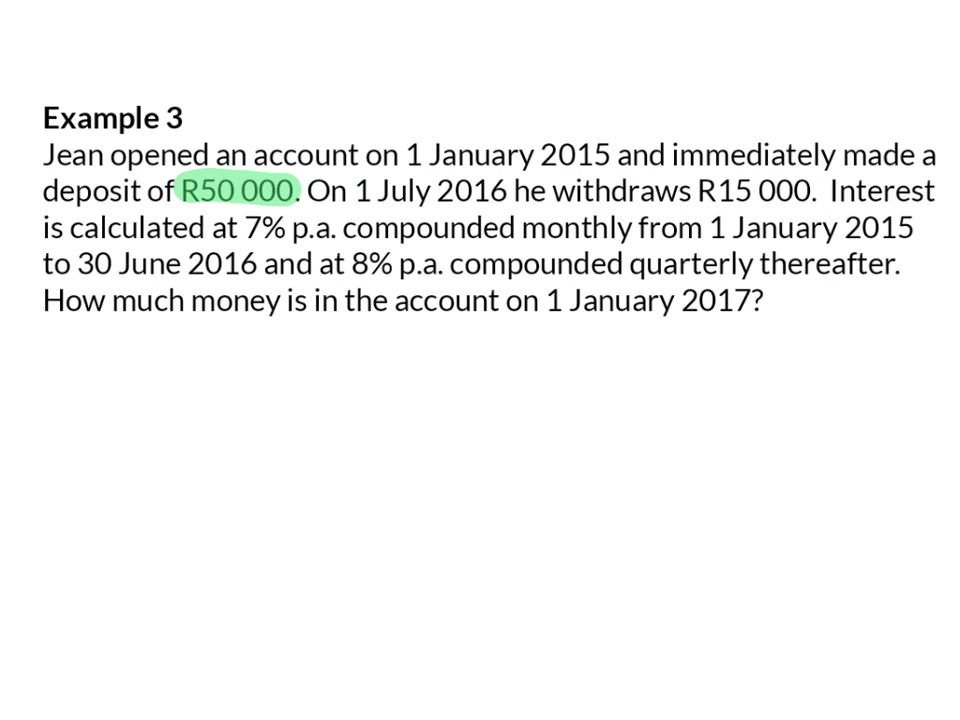 Example 3
Jean opened an account on 1 January 2015 and immediately made a
deposit of R50 000. On 1 July 2016 he withdraws R15 000.  Interest
is calculated at 7% p.a. compounded monthly from 1 January 2015
to 30 June 2016 and at 8% p.a. compounded quarterly thereafter.
How much money is in the account on 1 January 2017?